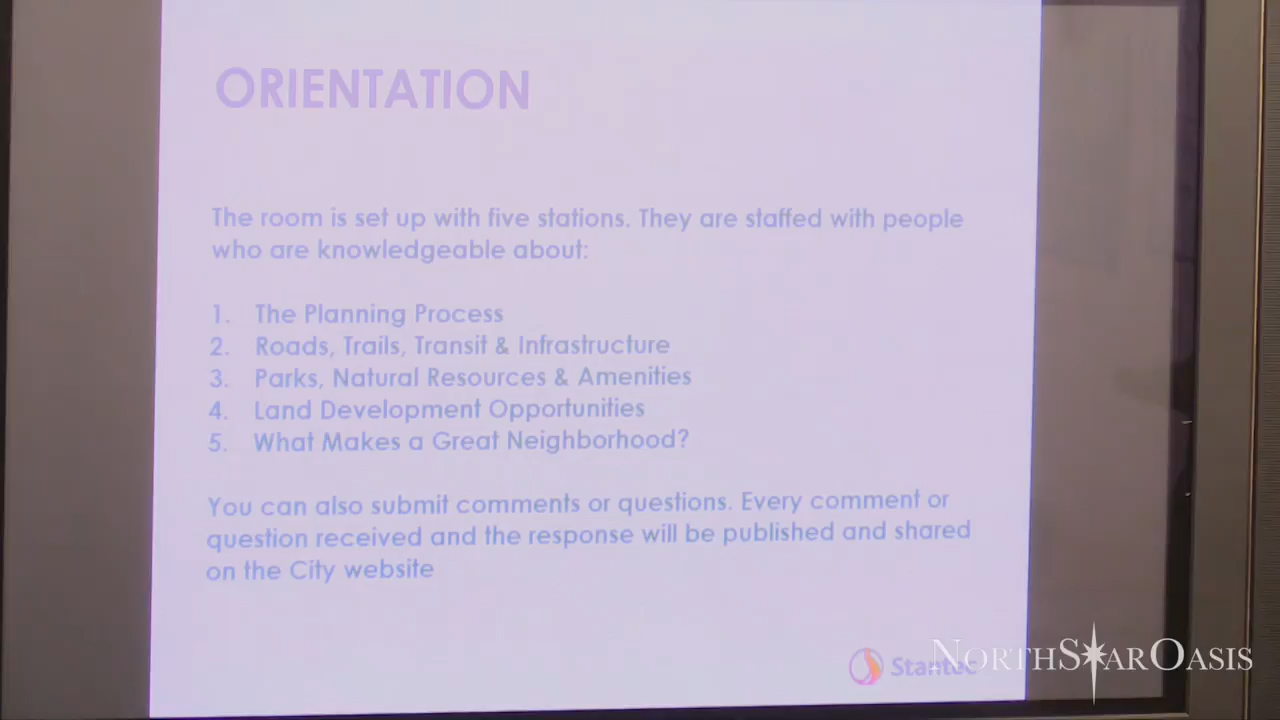 ORIENTATION
The room is set up with five stations. They are staffed with people
who are knowledgeable about:
1. The Planning Process
2. Roads, Trails, Transit & Infrastructure
3. Parks, Natural Resources & Amenities
4. Land Development Opportunities
5. What Makes a Great Neighborhood?
You can also submit comments or questions. Every comment or
question received and the response will be published and shared
on the City website
Stantec
NORTHSTAROASIS